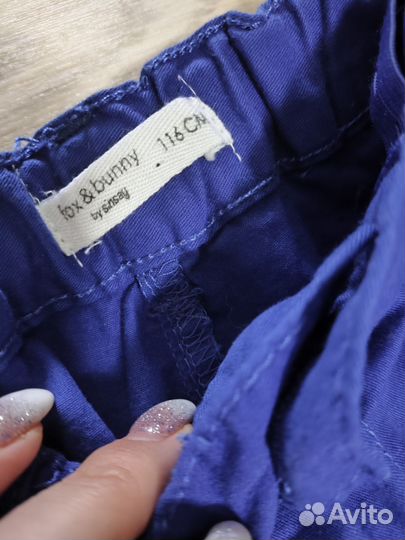 fox & bunny
by sinsay
116 CM
Avito